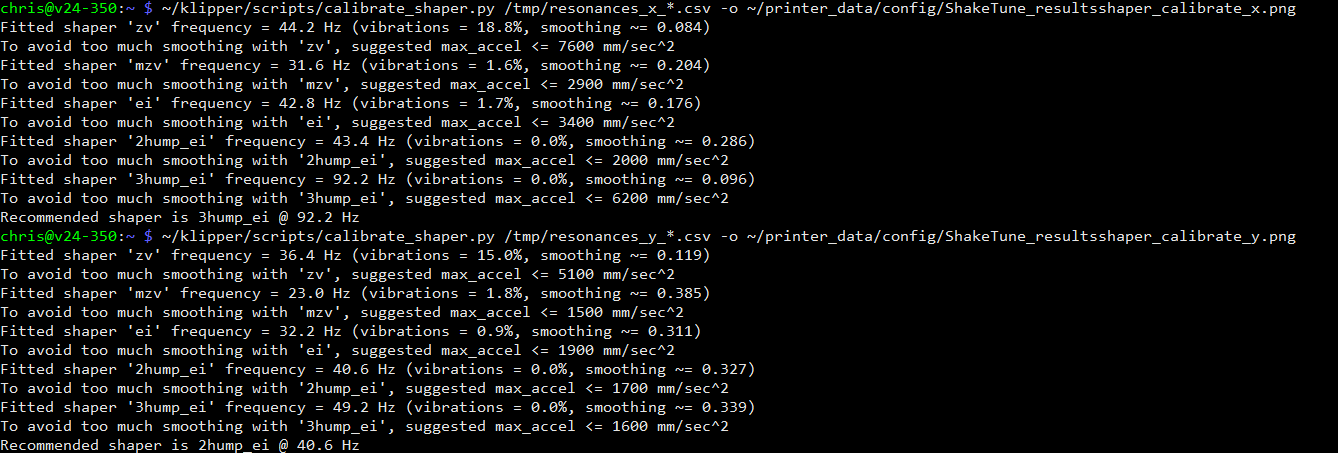 chris@v24-350:~ $ ~/klipper/scripts/calibrate_shaper.py /tmp/resonances_x_*.csv -o ~/printer_data/config/ShakeTune_resultsshaper_calibrate_x.png
Fitted shaper 'zv' frequency = 44.2 Hz (vibrations = 18.8%, smoothing ~= 0.084)
To avoid too much smoothing with 'zv', suggested max_accel <= 7600 mm/sec^2
Fitted shaper 'mzv' frequency = 31.6 Hz (vibrations = 1.6%, smoothing ~= 0.204)
To avoid too much smoothing with 'mzv', suggested max_accel <= 2900 mm/sec^2
Fitted shaper 'ei' frequency = 42.8 Hz (vibrations = 1.7%, smoothing ~= 0.176)
To avoid too much smoothing with 'ei', suggested max_accel <= 3400 mm/sec^2
Fitted shaper '2hump_ei' frequency = 43.4 Hz (vibrations = 0.0%, smoothing ~= 0.286)
To avoid too much smoothing with '2hump_ei', suggested max_accel <= 2000 mm/sec^2
Fitted shaper '3hump_ei' frequency = 92.2 Hz (vibrations = 0.0%, smoothing ~= 0.096)
To avoid too much smoothing with '3hump_ei', suggested max_accel <= 6200 mm/sec^2
Recommended shaper is 3hump_ei @ 92.2 Hz
chris@v24-350:~ $ ~/klipper/scripts/calibrate_shaper.py /tmp/resonances_y_*.csv -o ~/printer_data/config/ShakeTune_resultsshaper_calibrate_y.png
Fitted shaper 'zv' frequency = 36.4 Hz (vibrations = 15.0%, smoothing ~= 0.119)
To avoid too much smoothing with 'zv', suggested max_accel <= 5100 mm/sec^2
Fitted shaper 'mzv' frequency = 23.0 Hz (vibrations = 1.8%, smoothing ~= 0.385)
To avoid too much smoothing with 'mzv', suggested max_accel <= 1500 mm/sec^2
Fitted shaper 'ei' frequency = 32.2 Hz (vibrations = 0.9%, smoothing ~= 0.311)
To avoid too much smoothing with 'ei', suggested max_accel <= 1900 mm/sec^2
Fitted shaper '2hump_ei' frequency = 40.6 Hz (vibrations = 0.0%, smoothing ~= 0.327)
To avoid too much smoothing with '2hump_ei', suggested max_accel <= 1700 mm/sec^2
Fitted shaper '3hump_ei' frequency = 49.2 Hz (vibrations = 0.0%, smoothing ~= 0.339)
To avoid too much smoothing with '3hump_ei', suggested max_accel <= 1600 mm/sec^2
Recommended shaper is 2hump_ei @ 40.6 Hz